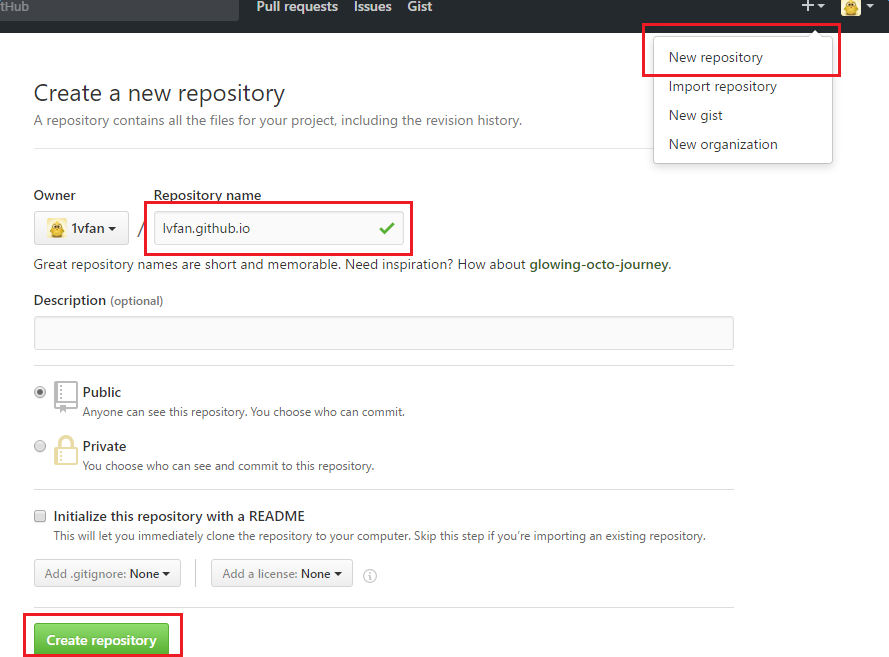 tHub Pull requests Issues Gist
New repository
Import repository
New gist
New organization
Create a new repository
A repository contains all the files for your project, including the revision history.
Owner Repository name
1vfan / lvfan.github.io
Great repository names are short and memorable. Need inspiration? How about glowing-octo-journey.
Description (optional)
Public
Anyone can see this repository. You choose who can commit.
Private
You choose who can see and commit to this repository.
Initialize this repository with a README
This will let you immediately clone the repository to your computer. Skip this step if you're importing an existing repository.
Add .gitignore: None Add a license: None
Create repository